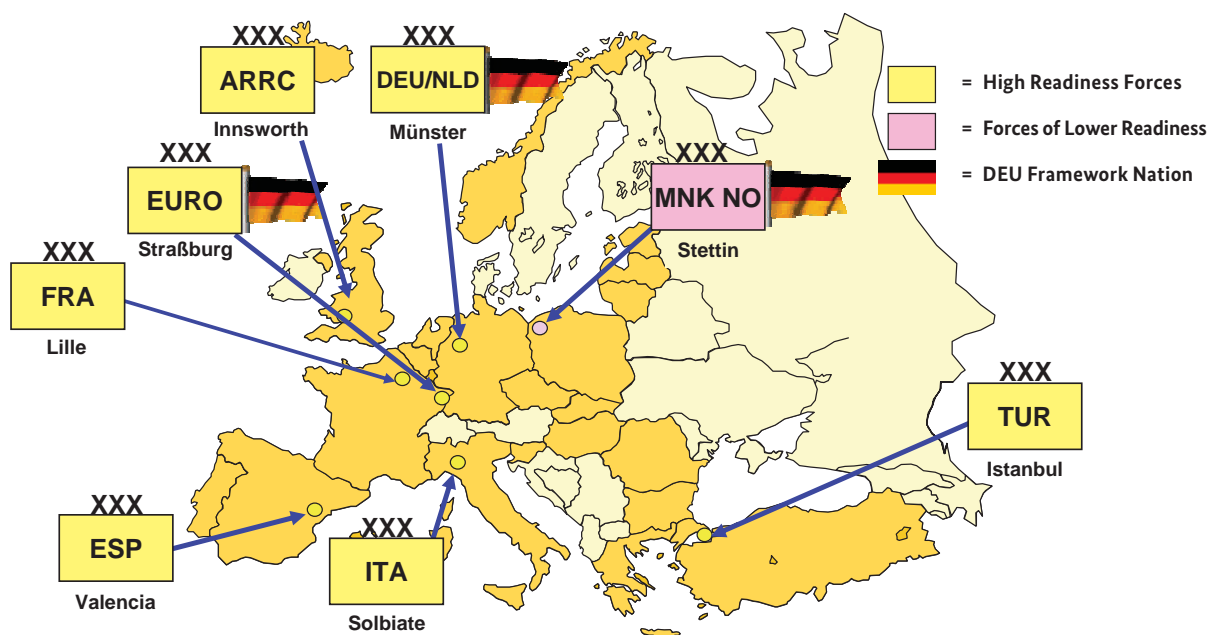 XXX
ARRC
Innsworth
XXX
DEU/NLD
Münster
= High Readiness Forces
= Forces of Lower Readiness
= DEU Framework Nation
XXX
EURO
Straßburg
XXX
MNK NO
Stettin
XXX
FRA
Lille
XXX
TUR
Istanbul
XXX
ESP
Valencia
XXX
ITA
Solbiate